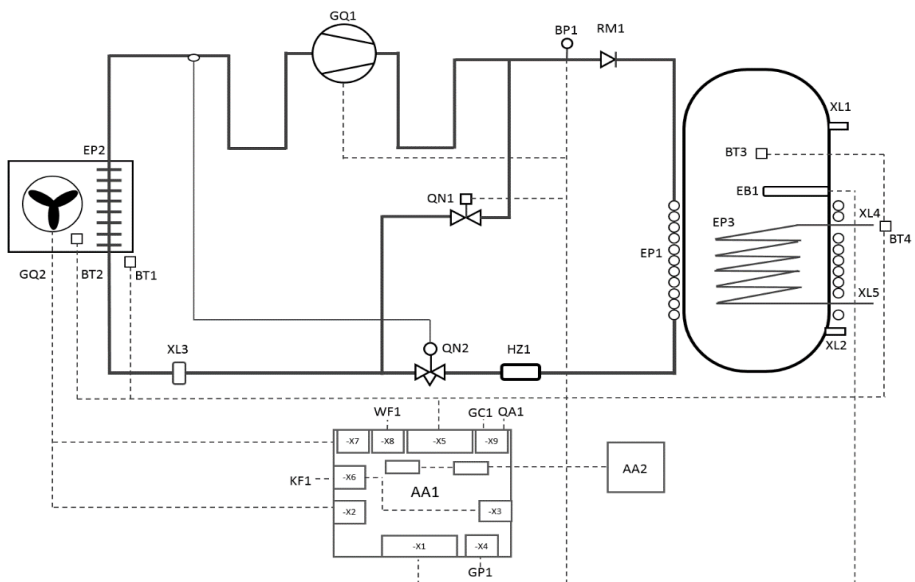 GQ1
BP1
RM1
XL1
EP2
BT3
EB1
QN1
XL4
EP3
BT4
EP1
GQ2
BT2
BT1
XL5
XL2
XL3
QN2
HZ1
WF1
GC1
QA1
-X7
-X8
-X5
-X9
KF1
-X6
AA1
AA2
-X2
-X3
-X1
-X4
GP1